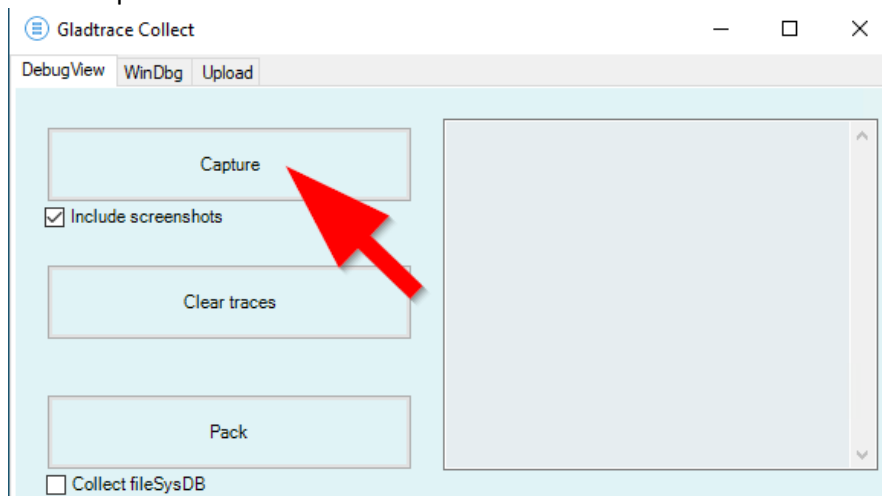 Gladtrace Collect
DebugView WinDbg Upload
Capture
Include screenshots
Clear traces
Pack
Collect fileSysDB